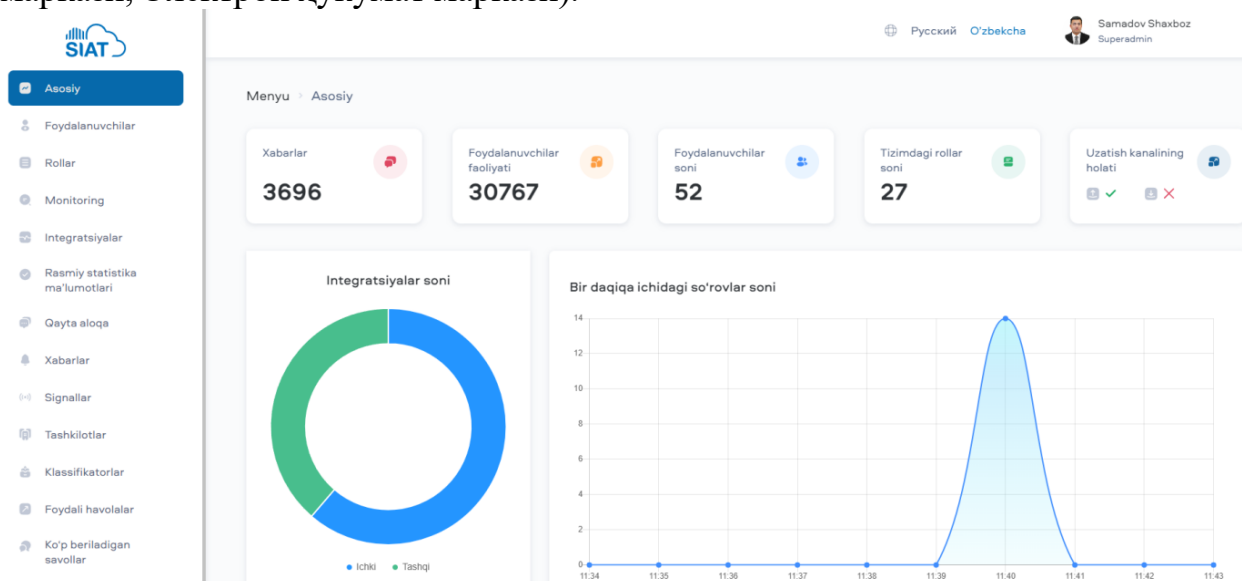 SIAT
Русский O'zbekcha
Samadov Shaxboz
Superadmin
Asosiy
Foydalanuvchilar
Rollar
Monitoring
Integratsiyalar
Rasmiy statistika
ma'lumotlari
Qayta aloqa
Xabarlar
Signallar
Tashkilotlar
Klassifikatorlar
Foydali havolalar
Ko'p beriladigan
savollar
Menyu > Asosiy
Xabarlar
3696
Foydalanuvchilar
faoliyati
30767
Foydalanuvchilar
soni
52
Tizimdagi rollar
soni
27
Uzatish kanalining
holati
Integratsiyalar soni
Ichki Tashqi
Bir daqiqa ichidagi so'rovlar soni
14
12
10
8
6
4
2
0
11:34 11:35 11:36 11:37 11:38 11:39 11:40 11:41 11:42 11:43